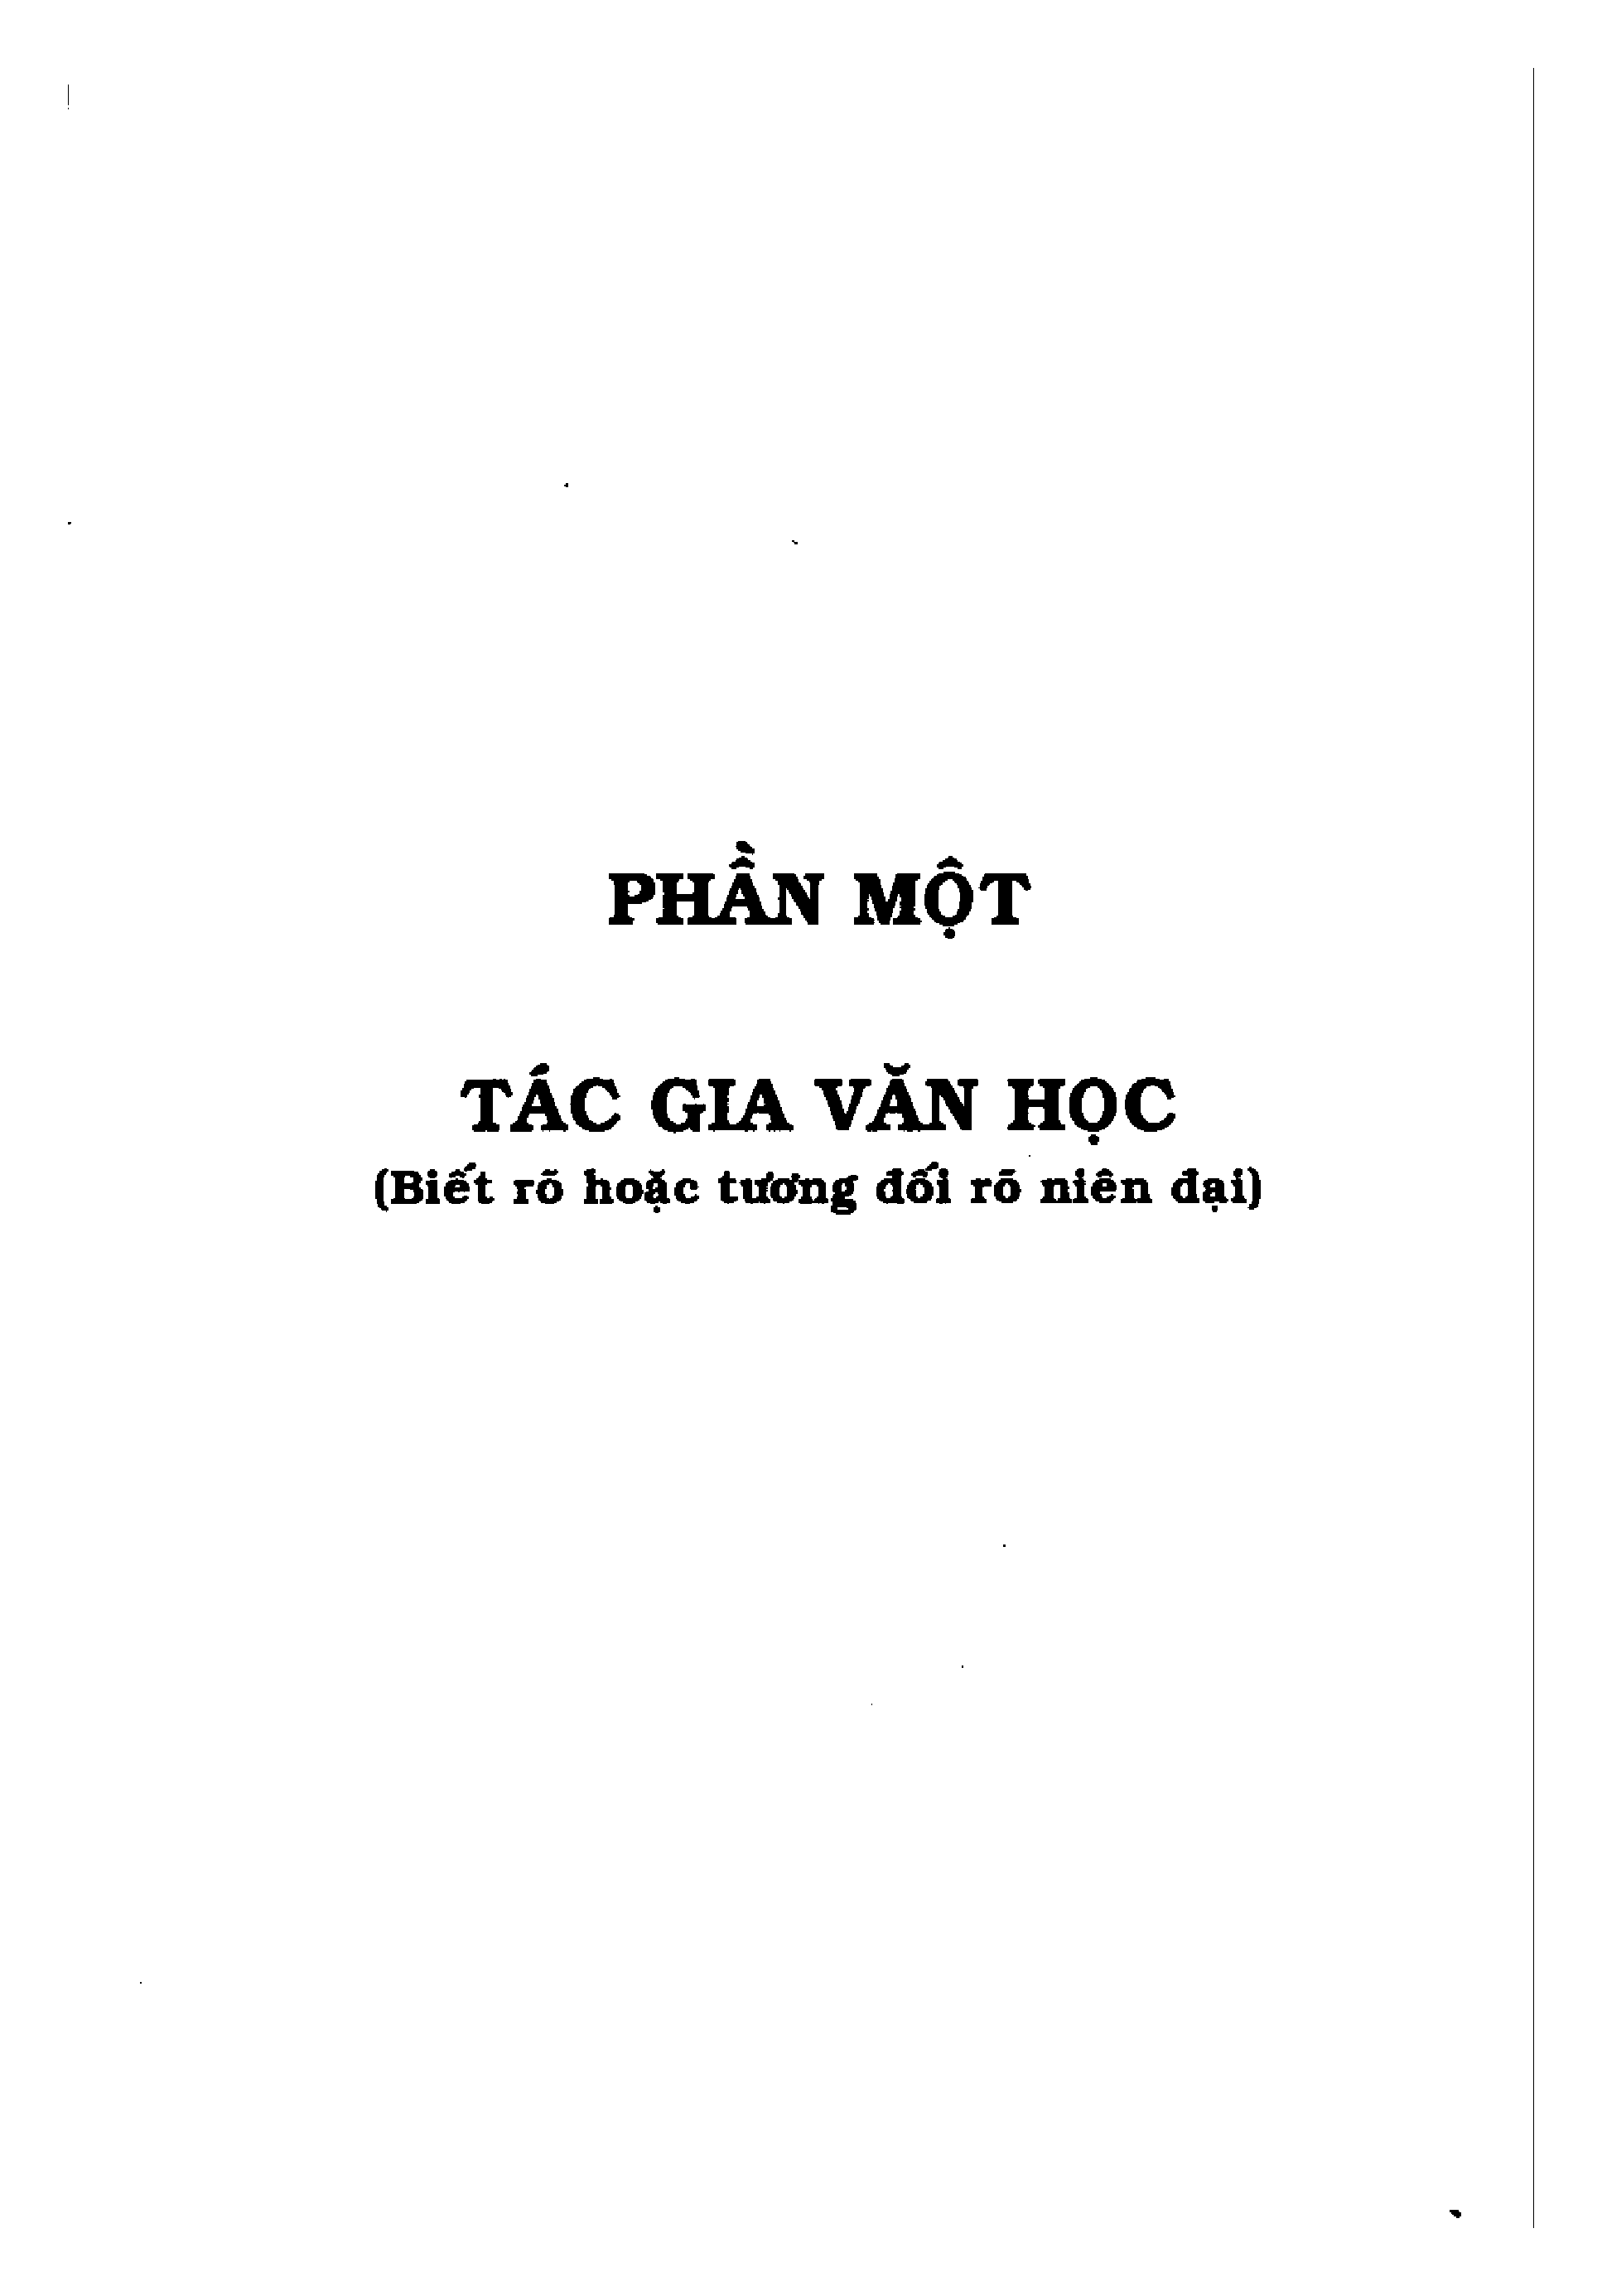 PHẦN MỘT
TÁC GIA VĂN HỌC
(Biết rõ hoặc tương đối rõ niên đại)